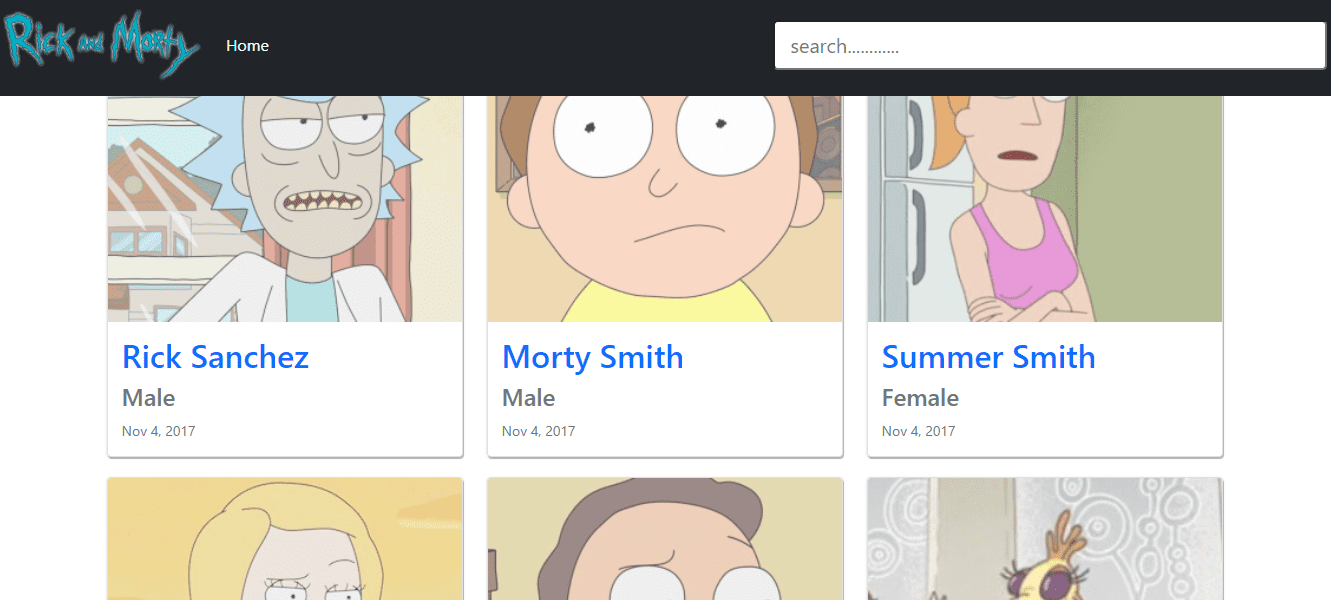 Rick and Morty
Home
search............
Rick Sanchez
Male
Nov 4, 2017
Morty Smith
Male
Nov 4, 2017
Summer Smith
Female
Nov 4, 2017